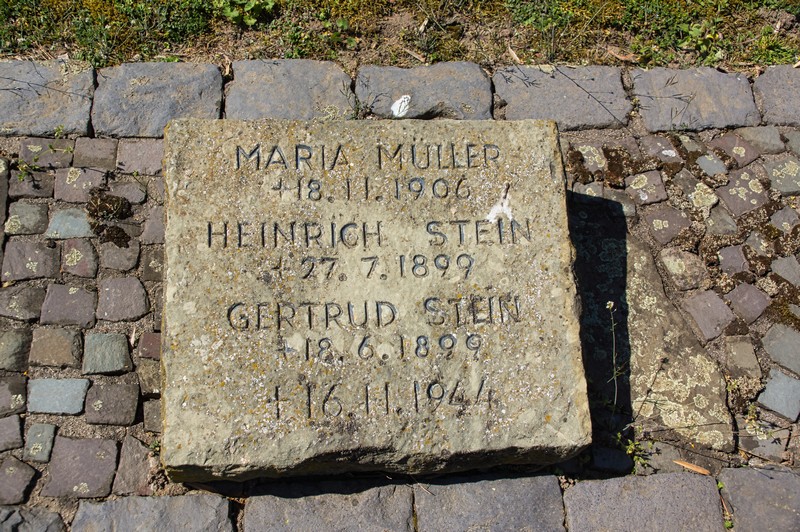 MARIA MÜLLER
+18.11.1906
HEINRICH STEIN
+27.7.1899
GERTRUD STEIN
+18.6.1899
+16.11.1944